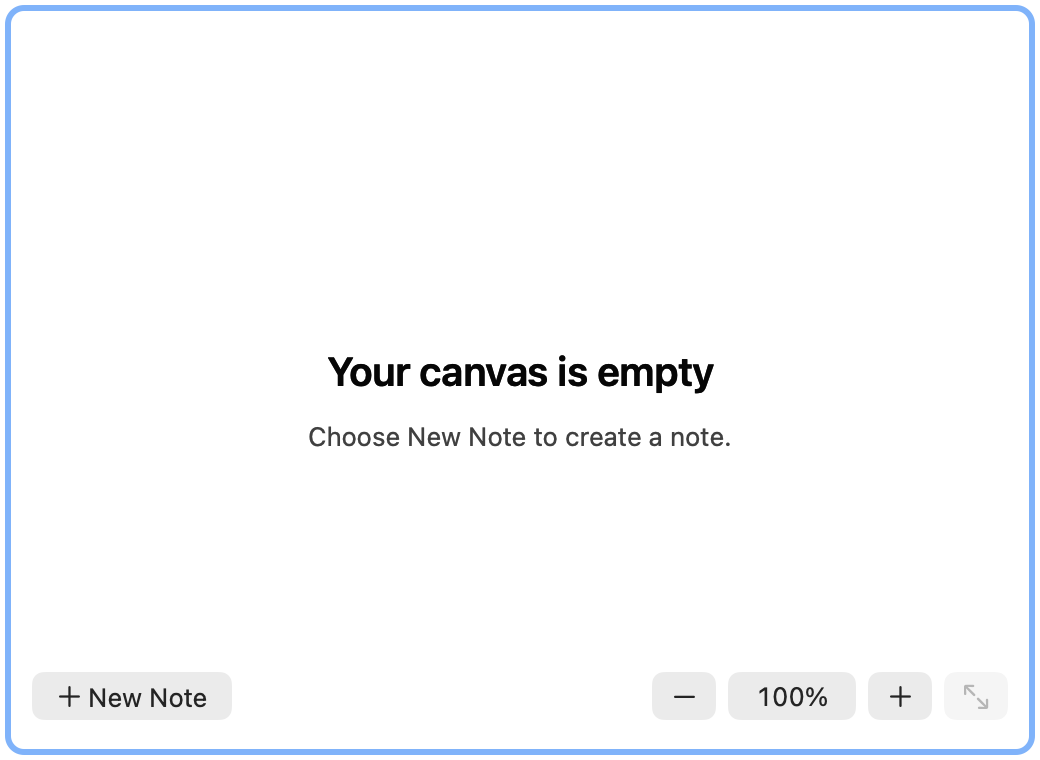 Your canvas is empty
Choose New Note to create a note.
+ New Note
− 100% +